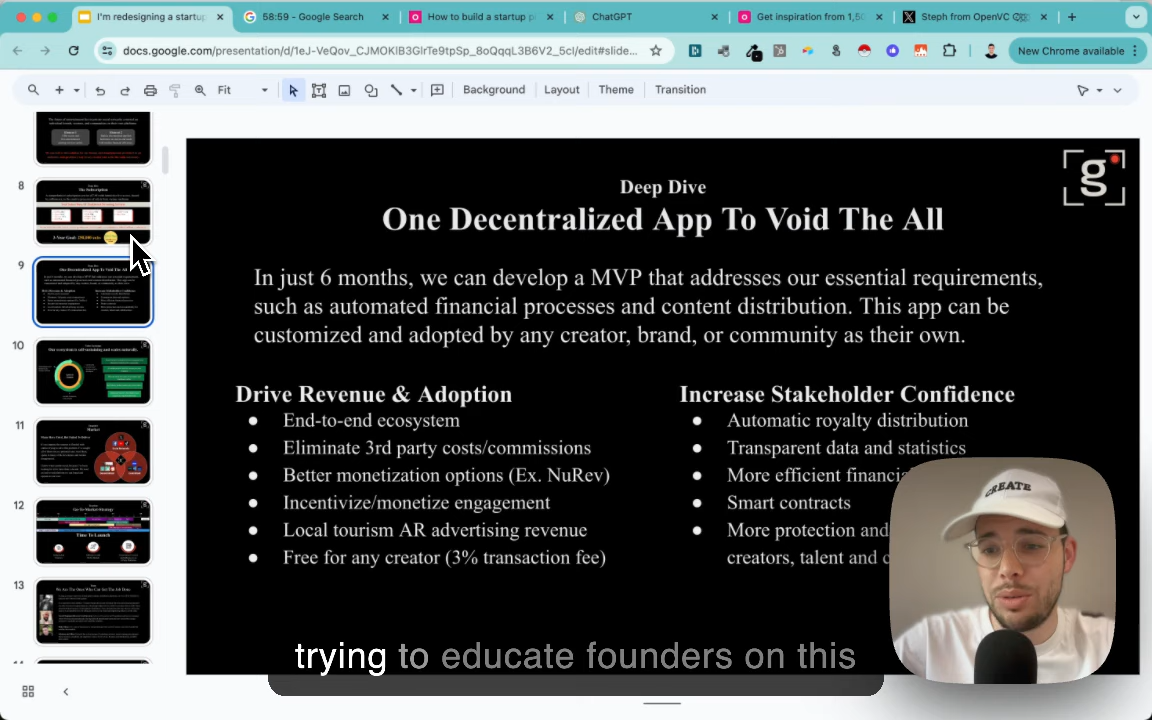 I'm redesigning a startup
58:59 - Google Search
How to build a startup p
ChatGPT
Get inspiration from 1,50
Steph from OpenVC
docs.google.com/presentation/d/1eJ-VeQov_CJMOKlB3GlrTe9tpSp_8oQqqL3B6V2_5cI/edit#slide...
New Chrome available
Fit
Background
Layout
Theme
Transition
8
9
10
11
12
13
g
Deep Dive
One Decentralized App To Void The All
In just 6 months, we can develop a MVP that addresses our essential requirements,
such as automated financial processes and content distribution. This app can be
customized and adopted by any creator, brand, or community as their own.
Drive Revenue & Adoption
● End-to-end ecosystem
● Eliminate 3rd party costs/commissions
● Better monetization options (Ex. NuRev)
● Incentivize/monetize engagement
● Local tourism AR advertising revenue
● Free for any creator (3% transaction fee)
Increase Stakeholder Confidence
● Automatic royalty distribution
● Transparent data and statistics
● More efficient financia
● Smart contracts
● More protection and
creators, talent and c
CREATE
trying to educate founders on this